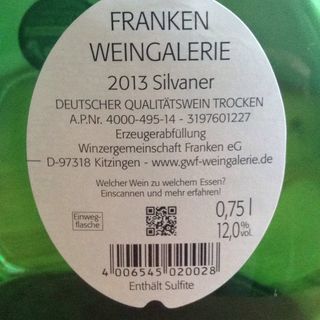 FRANKEN
WEINGALERIE
2013 Silvaner
DEUTSCHER QUALITÄTSWEIN TROCKEN
A.P.Nr. 4000-495-14 - 3197601227
Erzeugerabfüllung
Winzergemeinschaft Franken eG
D-97318 Kitzingen - www.gwf-weingalerie.de
Welcher Wein zu welchem Essen?
Einscannen und mehr erfahren!
Einweg-
flasche
0,75 l
12,0% vol.
4 006545 020028
Enthält Sulfite